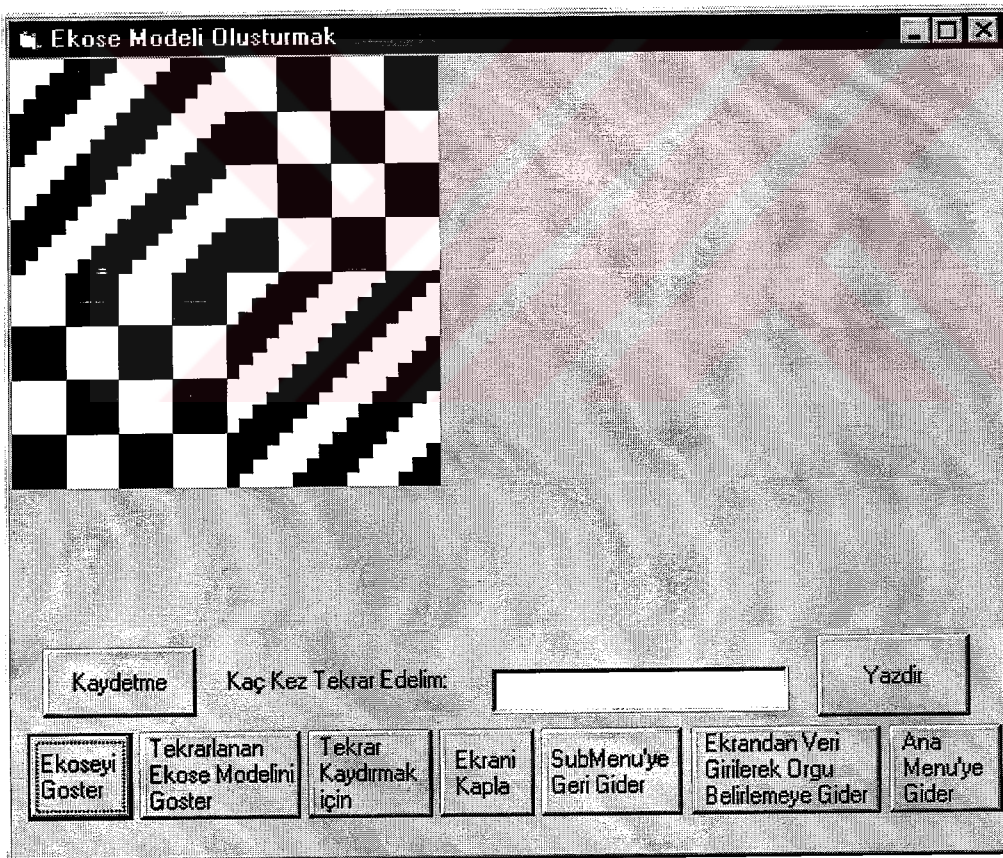 Ekose Modeli Olusturmak
Kaydetme
Kaç Kez Tekrar Edelim:
Yazdir
Ekoseyi
Goster
Tekrarlanan
Ekose Modelini
Goster
Tekrar
Kaydırmak
için
Ekrani
Kapla
SubMenu'ye
Geri Gider
Ekrandan Veri
Girilerek Orgu
Belirlemeye Gider
Ana
Menu'ye
Gider